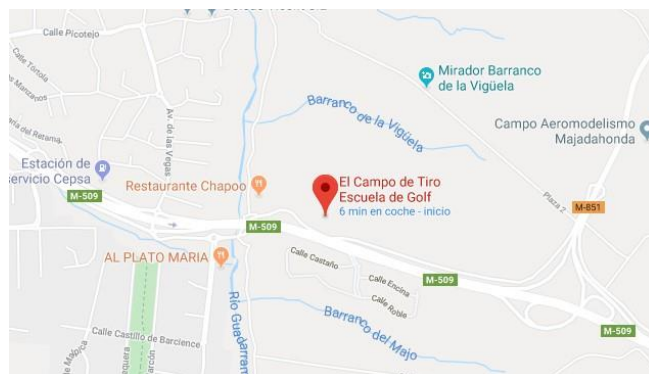 Calle Picotejo
Calle Tórtola
Av. de las Vegas
Mirador Barranco
de la Vigüela
Barranco de la Vigüela
Campo Aeromodelismo
Majadahonda
Estación de
servicio Cepsa
Restaurante Chapoo
El Campo de Tiro
Escuela de Golf
6 min en coche - inicio
M-509
M-509
M-851
AL PLATO MARIA
Calle Castaño
Calle Encina
Calle Roble
M-509
M-509
Río Guadarram
Barranco del Majo
Calle Castillo de Barcience